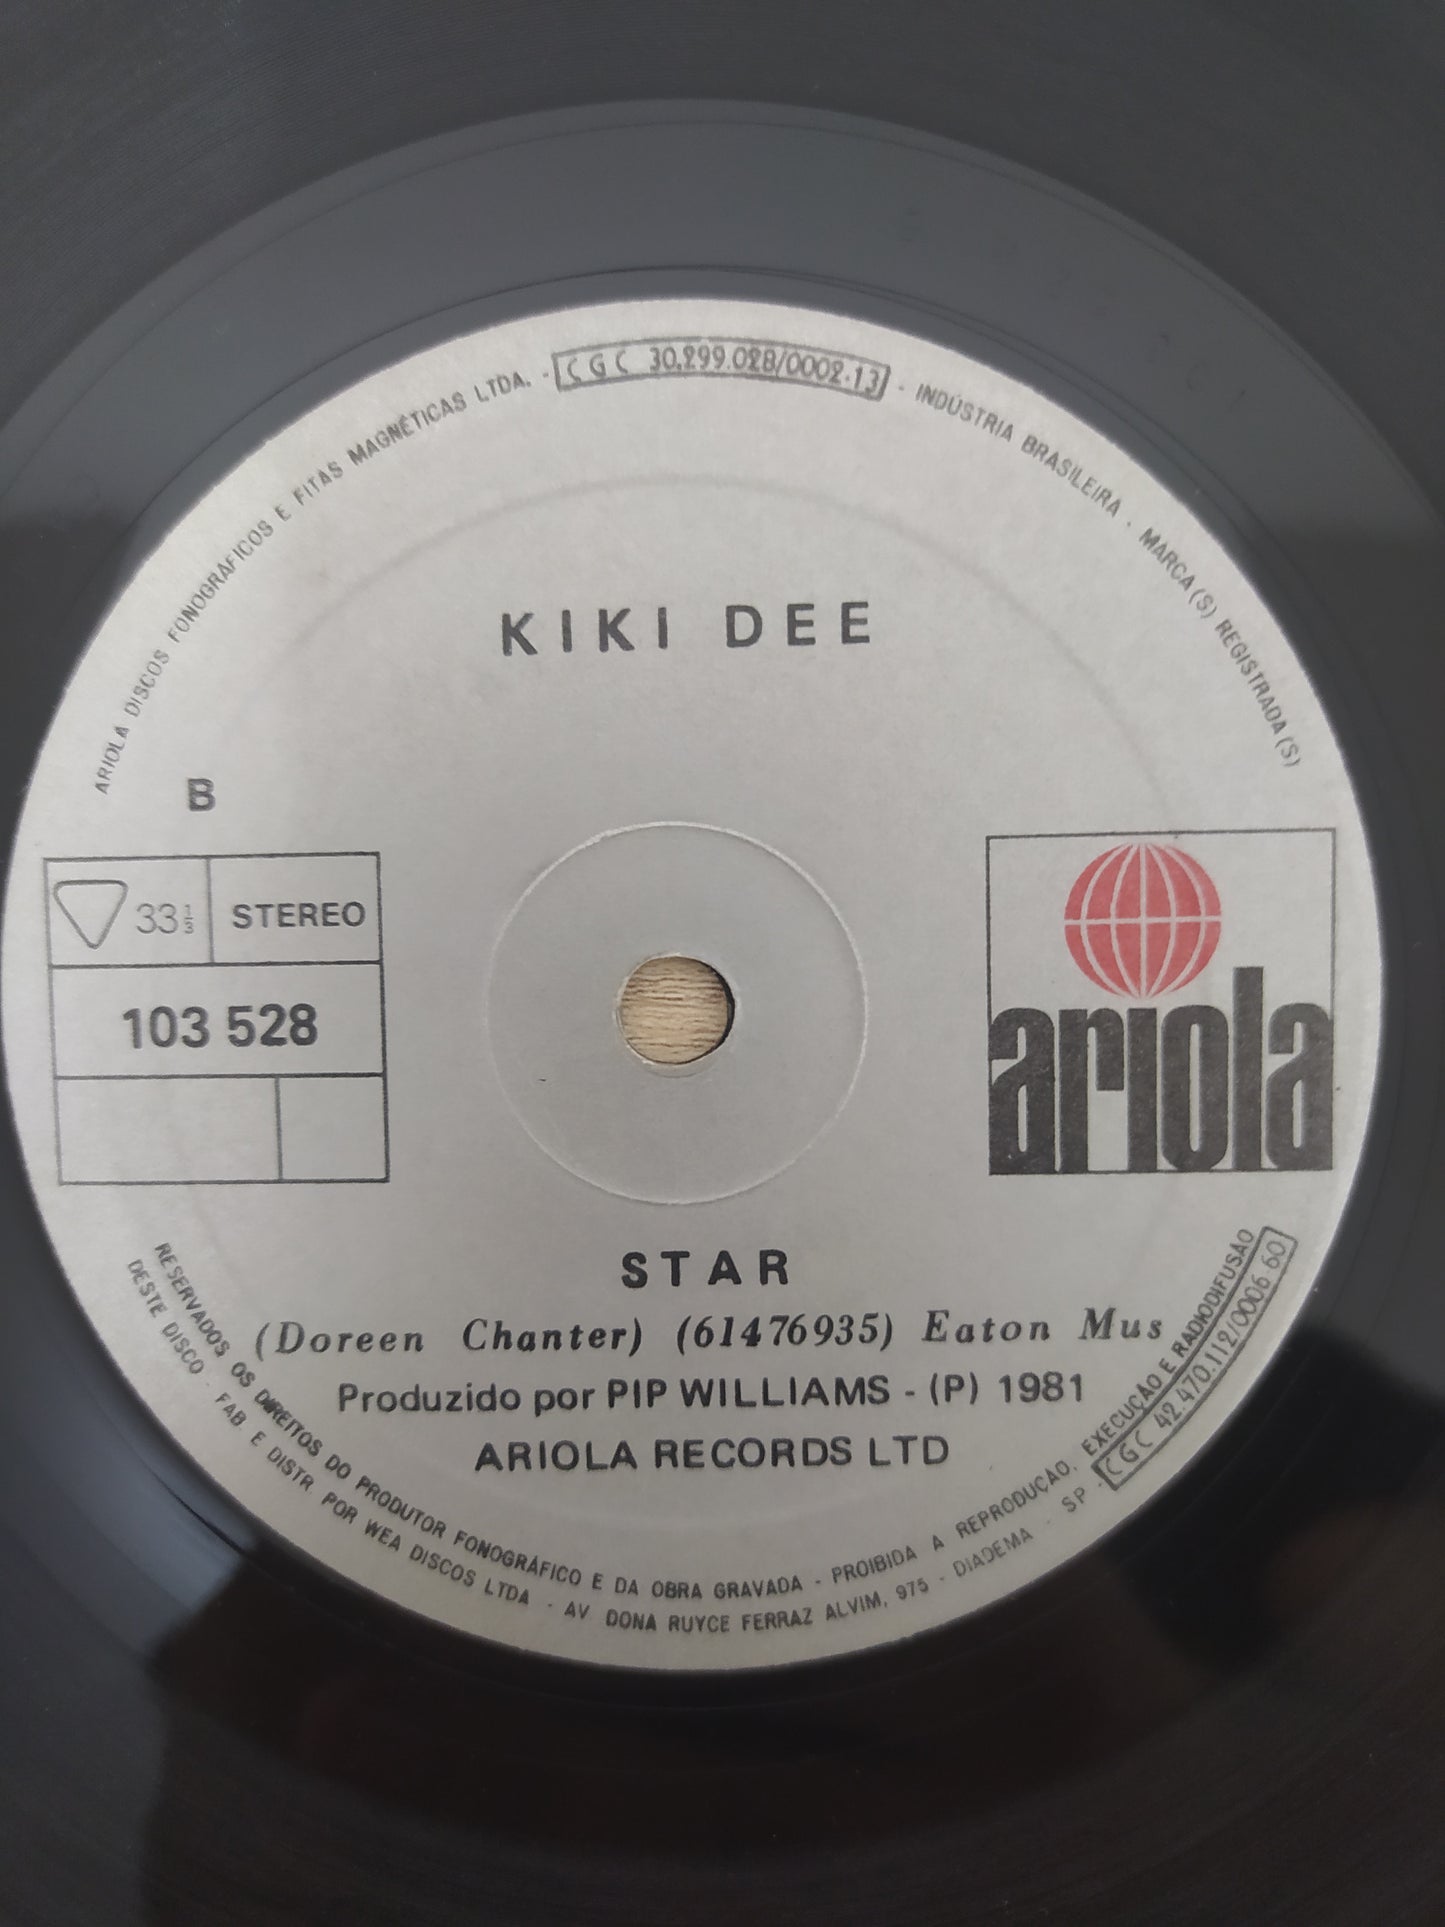 ARIOLA DISCOS FONOGRÁFICOS E FITAS MAGNÉTICAS LTDA. - CGC 30.299.028/0002-13 - INDÚSTRIA BRASILEIRA - MARCA(S) REGISTRADA(S)
KIKI DEE
B
33 1/3 STEREO
103 528
ariola
STAR
(Doreen Chanter) (61476935) Eaton Mus
Produzido por PIP WILLIAMS - (P) 1981
ARIOLA RECORDS LTD
RESERVADOS OS DIREITOS DO PRODUTOR FONOGRÁFICO E DA OBRA GRAVADA - PROIBIDA A REPRODUÇÃO, EXECUÇÃO E RADIODIFUSÃO
DESTE DISCO - FAB. E DISTR. POR WEA DISCOS LTDA - AV DONA RUYCE FERRAZ ALVIM, 975 - DIADEMA - SP - CGC 42.470.112/0006 60